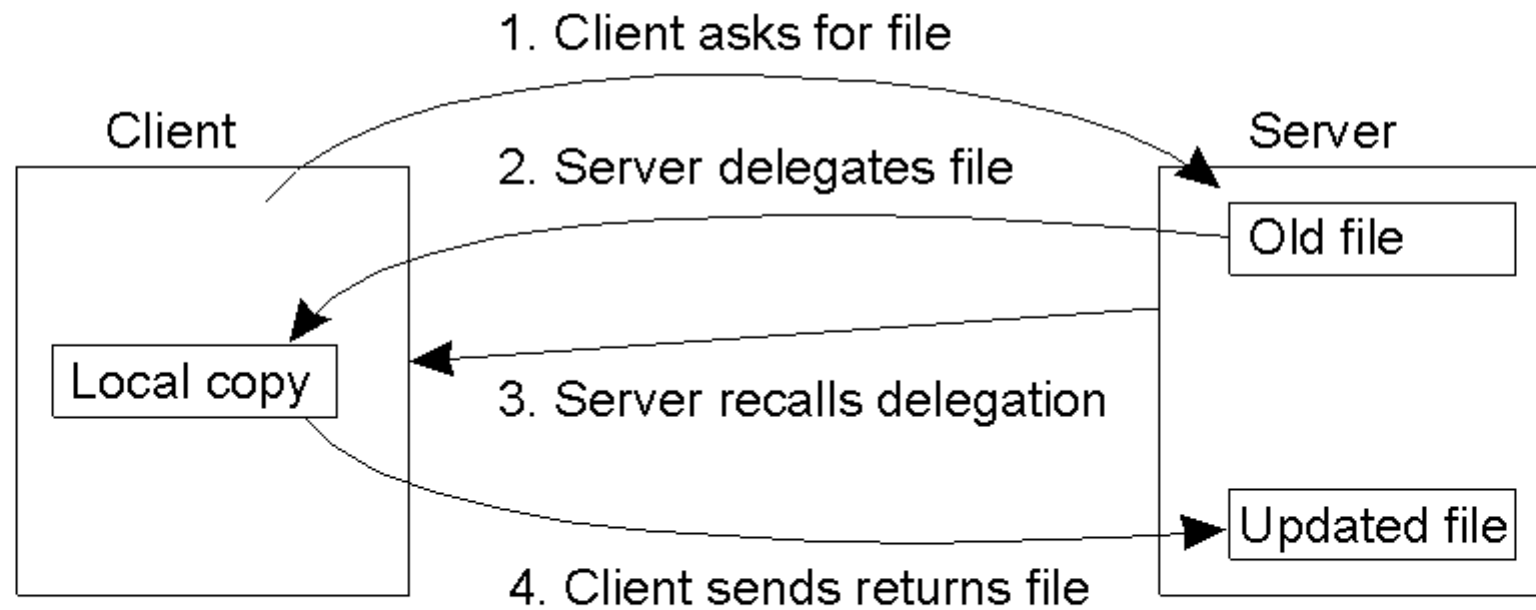 1. Client asks for file
Client
Server
2. Server delegates file
Old file
Local copy
3. Server recalls delegation
Updated file
4. Client sends returns file